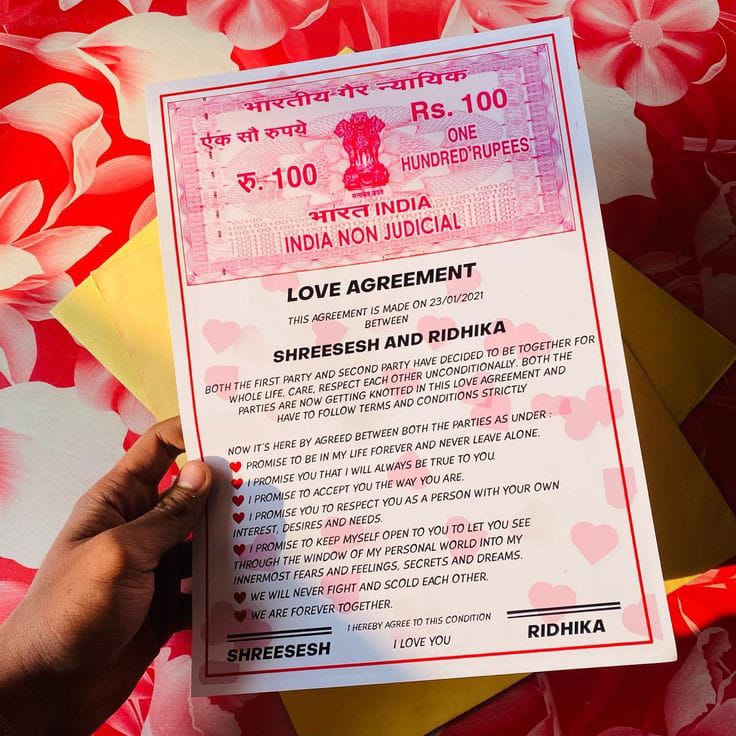 भारतीय गैर न्यायिक
एक सौ रुपये
Rs. 100
रु. 100
ONE
HUNDRED RUPEES
सत्यमेव जयते
भारत INDIA
INDIA NON JUDICIAL
LOVE AGREEMENT
THIS AGREEMENT IS MADE ON 23/01/2021
BETWEEN
SHREESESH AND RIDHIKA
BOTH THE FIRST PARTY AND SECOND PARTY HAVE DECIDED TO BE TOGETHER FOR
WHOLE LIFE, CARE, RESPECT EACH OTHER UNCONDITIONALLY. BOTH THE
PARTIES ARE NOW GETTING KNOTTED IN THIS LOVE AGREEMENT AND
HAVE TO FOLLOW TERMS AND CONDITIONS STRICTLY
NOW IT'S HERE BY AGREED BETWEEN BOTH THE PARTIES AS UNDER :
PROMISE TO BE IN MY LIFE FOREVER AND NEVER LEAVE ALONE.
I PROMISE YOU THAT I WILL ALWAYS BE TRUE TO YOU.
I PROMISE TO ACCEPT YOU THE WAY YOU ARE.
I PROMISE YOU TO RESPECT YOU AS A PERSON WITH YOUR OWN
INTEREST, DESIRES AND NEEDS.
I PROMISE TO KEEP MYSELF OPEN TO YOU TO LET YOU SEE
THROUGH THE WINDOW OF MY PERSONAL WORLD INTO MY
INNERMOST FEARS AND FEELINGS, SECRETS AND DREAMS.
WE WILL NEVER FIGHT AND SCOLD EACH OTHER.
WE ARE FOREVER TOGETHER.
I HEREBY AGREE TO THIS CONDITION
SHREESESH
I LOVE YOU
RIDHIKA